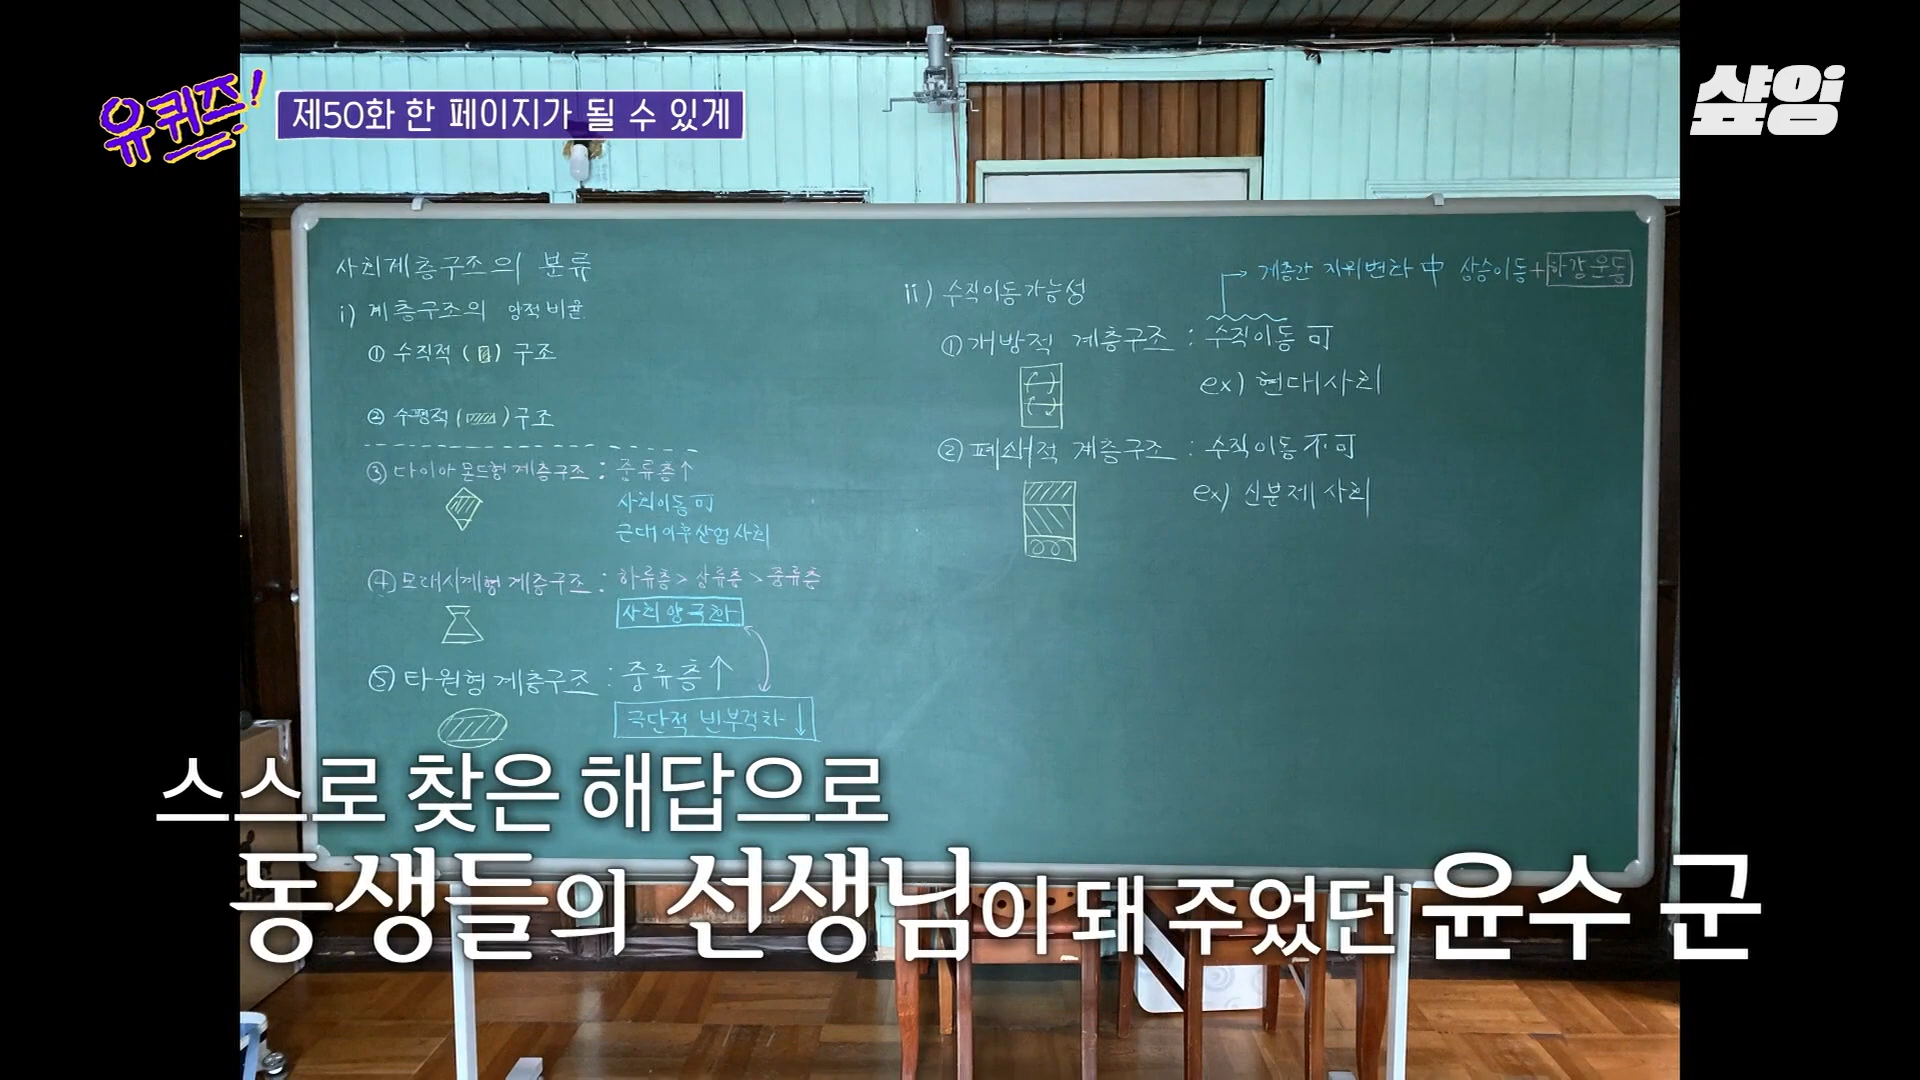 유퀴즈!
제50화 한 페이지가 될 수 있게
샾잉
사회계층구조의 분류
i) 계층구조의 양적비율
① 수직적 ( ) 구조
② 수평적 ( ) 구조
③ 다이아몬드형 계층구조 : 중류층↑
사회이동 可
근대 이후 산업사회
④ 모래시계형 계층구조 : 하류층 > 상류층 > 중류층
사회 양극화
⑤ 타원형 계층구조 : 중류층↑
극단적 빈부격차↓
ii) 수직이동가능성
계층간 지위변화 中 상승이동+하강운동
① 개방적 계층구조 : 수직이동 可
ex) 현대사회
② 폐쇄적 계층구조 : 수직이동 不可
ex) 신분제 사회
스스로 찾은 해답으로
동생들의 선생님이 돼 주었던 윤수 군